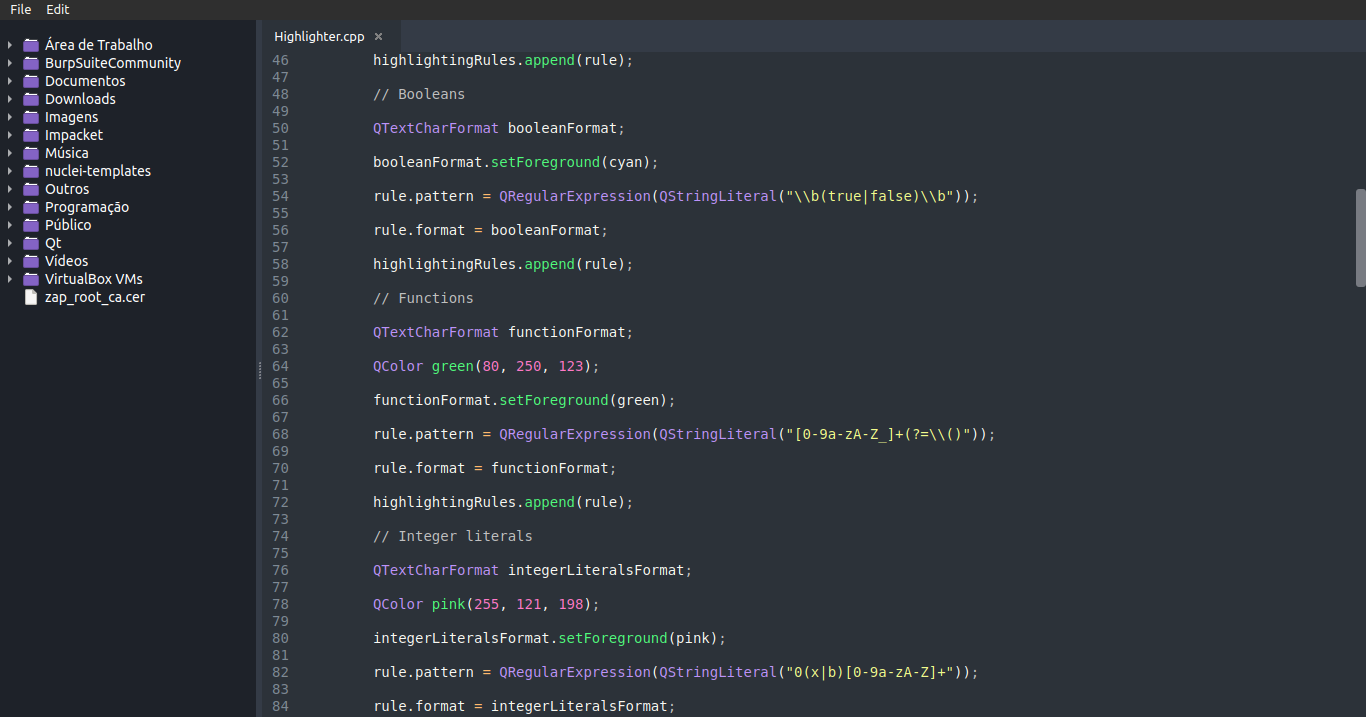 File Edit
Área de Trabalho
BurpSuiteCommunity
Documentos
Downloads
Imagens
Impacket
Música
nuclei-templates
Outros
Programação
Público
Qt
Vídeos
VirtualBox VMs
zap_root_ca.cer
Highlighter.cpp ×
46 highlightingRules.append(rule);
47
48 // Booleans
49
50 QTextCharFormat booleanFormat;
51
52 booleanFormat.setForeground(cyan);
53
54 rule.pattern = QRegularExpression(QStringLiteral("\\b(true|false)\\b"));
55
56 rule.format = booleanFormat;
57
58 highlightingRules.append(rule);
59
60 // Functions
61
62 QTextCharFormat functionFormat;
63
64 QColor green(80, 250, 123);
65
66 functionFormat.setForeground(green);
67
68 rule.pattern = QRegularExpression(QStringLiteral("[0-9a-zA-Z_]+(?=\\()"));
69
70 rule.format = functionFormat;
71
72 highlightingRules.append(rule);
73
74 // Integer literals
75
76 QTextCharFormat integerLiteralsFormat;
77
78 QColor pink(255, 121, 198);
79
80 integerLiteralsFormat.setForeground(pink);
81
82 rule.pattern = QRegularExpression(QStringLiteral("0(x|b)[0-9a-zA-Z]+"));
83
84 rule.format = integerLiteralsFormat;